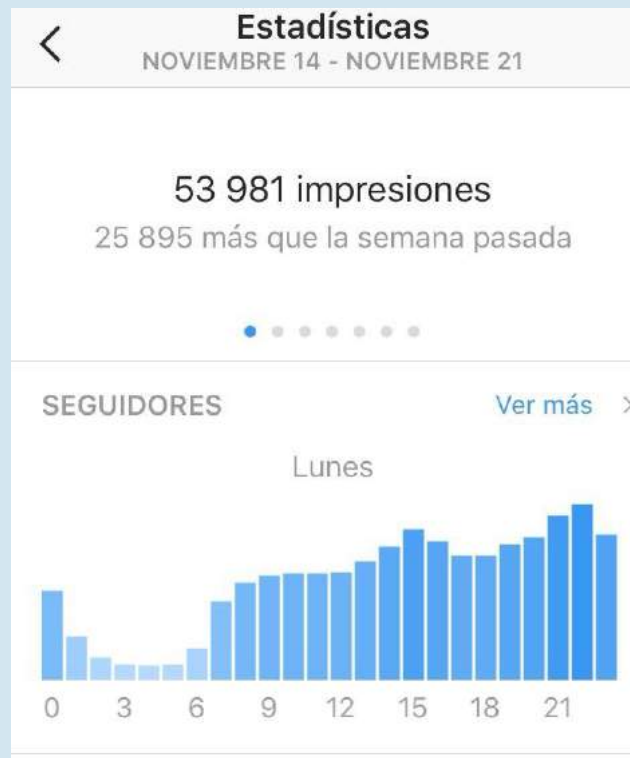 Estadísticas
NOVIEMBRE 14 - NOVIEMBRE 21
53 981 impresiones
25 895 más que la semana pasada
SEGUIDORES Ver más
Lunes
0 3 6 9 12 15 18 21